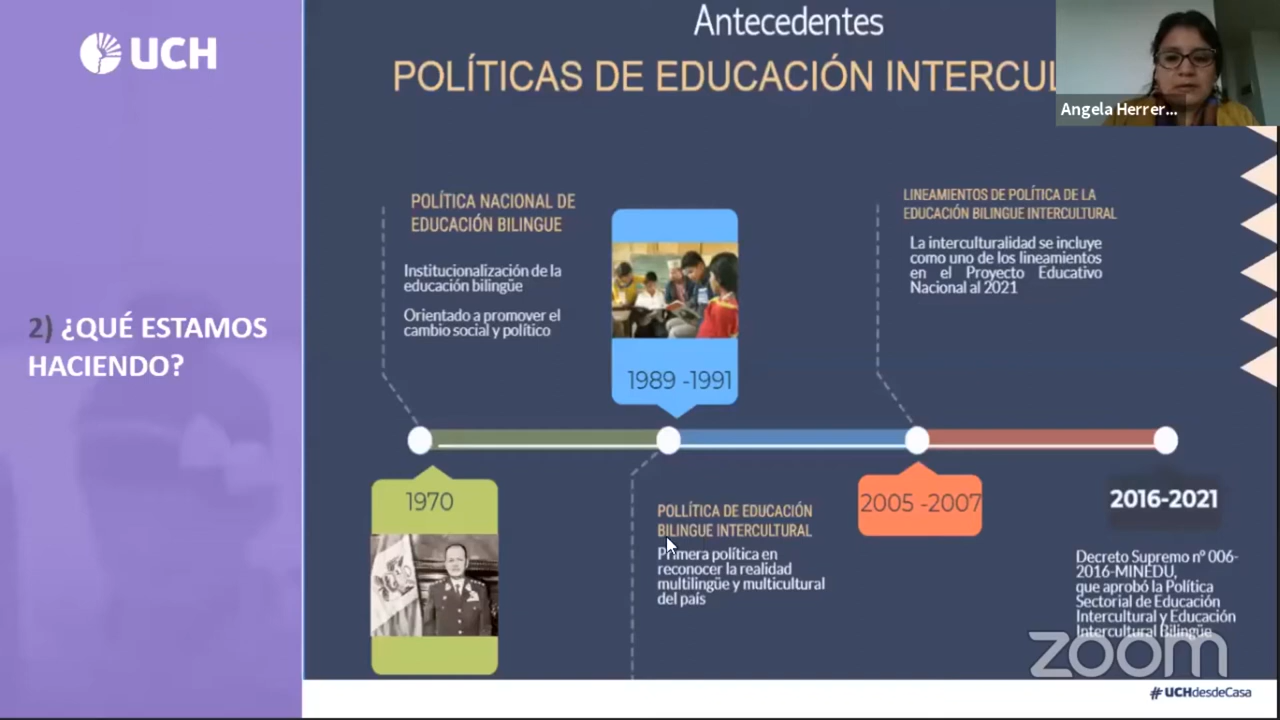 UCH
2) ¿QUÉ ESTAMOS
HACIENDO?
Antecedentes
POLÍTICAS DE EDUCACIÓN
Angela Herrer...
POLÍTICA NACIONAL DE
EDUCACIÓN BILINGUE
Institucionalización de la
educación bilingüe
Orientado a promover el
cambio social y político
1970
1989 -1991
POLLÍTICA DE EDUCACIÓN
BILINGUE INTERCULTURAL
Primera política en
reconocer la realidad
multilingüe y multicultural
del país
LINEAMIENTOS DE POLÍTICA DE LA
EDUCACIÓN BILINGUE INTERCULTURAL
La interculturalidad se incluye
como uno de los lineamientos
en el Proyecto Educativo
Nacional al 2021
2005 -2007
2016-2021
Decreto Supremo nº 006-
2016-MINEDU,
que aprobó la Política
Sectorial de Educación
Intercultural y Educación
Intercultural Bilingüe
zoom
#UCHdesdeCasa